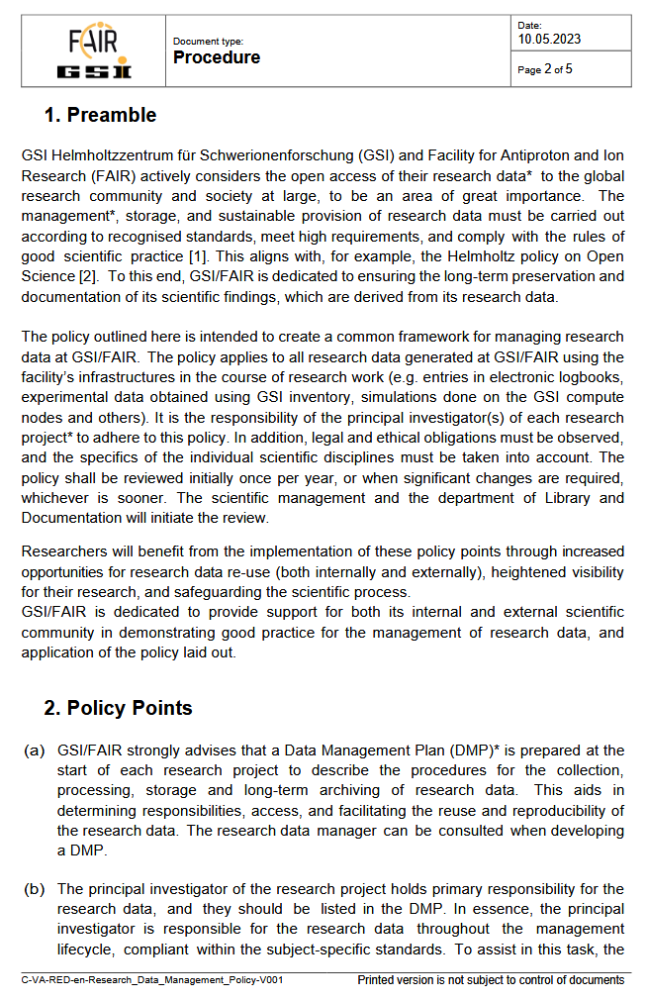 FAIR
GSI
Document type:
Procedure
Date:
10.05.2023
Page 2 of 5
1. Preamble
GSI Helmholtzzentrum für Schwerionenforschung (GSI) and Facility for Antiproton and Ion
Research (FAIR) actively considers the open access of their research data* to the global
research community and society at large, to be an area of great importance. The
management*, storage, and sustainable provision of research data must be carried out
according to recognised standards, meet high requirements, and comply with the rules of
good scientific practice [1]. This aligns with, for example, the Helmholtz policy on Open
Science [2]. To this end, GSI/FAIR is dedicated to ensuring the long-term preservation and
documentation of its scientific findings, which are derived from its research data.
The policy outlined here is intended to create a common framework for managing research
data at GSI/FAIR. The policy applies to all research data generated at GSI/FAIR using the
facility's infrastructures in the course of research work (e.g. entries in electronic logbooks,
experimental data obtained using GSI inventory, simulations done on the GSI compute
nodes and others). It is the responsibility of the principal investigator(s) of each research
project* to adhere to this policy. In addition, legal and ethical obligations must be observed,
and the specifics of the individual scientific disciplines must be taken into account. The
policy shall be reviewed initially once per year, or when significant changes are required,
whichever is sooner. The scientific management and the department of Library and
Documentation will initiate the review.
Researchers will benefit from the implementation of these policy points through increased
opportunities for research data re-use (both internally and externally), heightened visibility
for their research, and safeguarding the scientific process.
GSI/FAIR is dedicated to provide support for both its internal and external scientific
community in demonstrating good practice for the management of research data, and
application of the policy laid out.
2. Policy Points
(a) GSI/FAIR strongly advises that a Data Management Plan (DMP)* is prepared at the
start of each research project to describe the procedures for the collection,
processing, storage and long-term archiving of research data. This aids in
determining responsibilities, access, and facilitating the reuse and reproducibility of
the research data. The research data manager can be consulted when developing
a DMP.
(b) The principal investigator of the research project holds primary responsibility for the
research data, and they should be listed in the DMP. In essence, the principal
investigator is responsible for the research data throughout the management
lifecycle, compliant within the subject-specific standards. To assist in this task, the
C-VA-RED-en-Research_Data_Management_Policy-V001
Printed version is not subject to control of documents